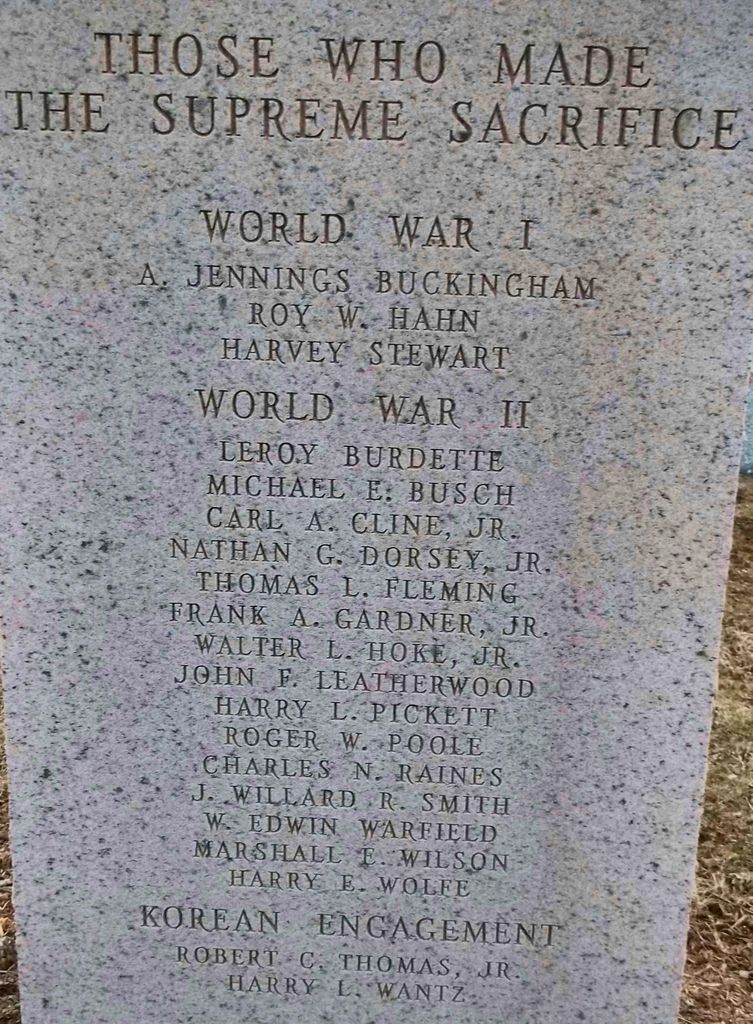 THOSE WHO MADE
THE SUPREME SACRIFICE
WORLD WAR I
A. JENNINGS BUCKINGHAM
ROY W. HAHN
HARVEY STEWART
WORLD WAR II
LEROY BURDETTE
MICHAEL E. BUSCH
CARL A. CLINE, JR.
NATHAN G. DORSEY, JR.
THOMAS L. FLEMING
FRANK A. GARDNER, JR.
WALTER L. HOKE, JR.
JOHN F. LEATHERWOOD
HARRY L. PICKETT
ROGER W. POOLE
CHARLES N. RAINES
J. WILLARD R. SMITH
W. EDWIN WARFIELD
MARSHALL E. WILSON
HARRY E. WOLFE
KOREAN ENGAGEMENT
ROBERT C. THOMAS, JR.
HARRY L. WANTZ